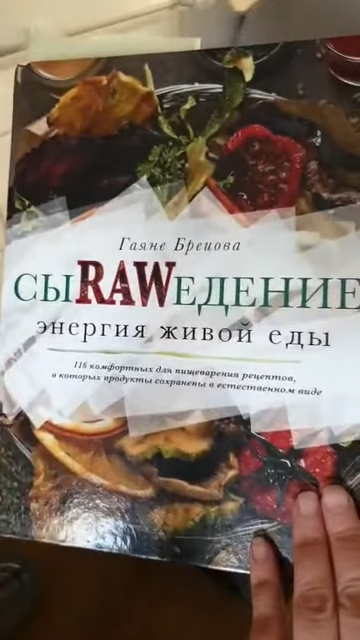 Гаяне Бреиова
СЫRAWЕДЕНИЕ
энергия живой еды
116 комфортных для пищеварения рецептов,
в которых продукты сохранены в естественном виде